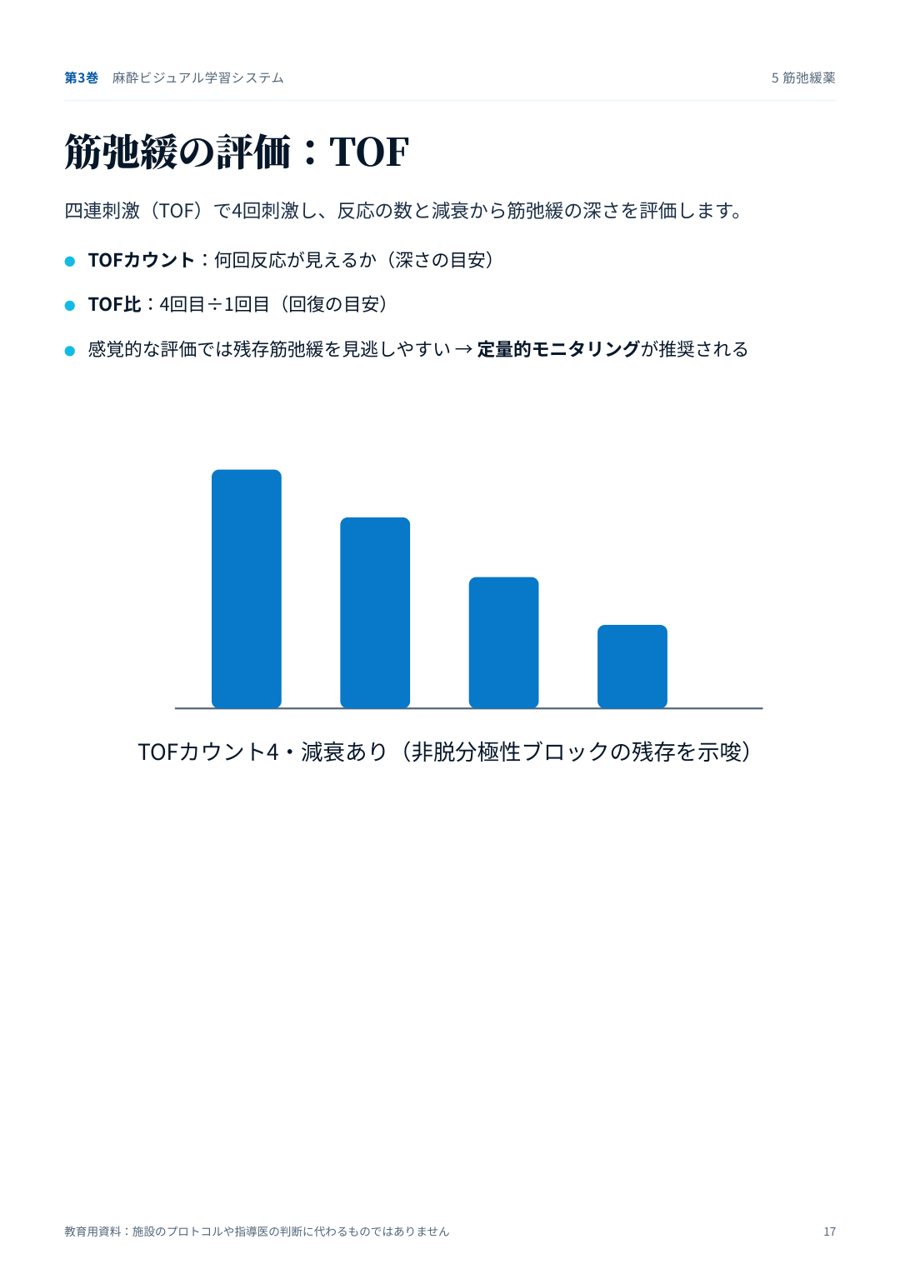 第3巻 麻酔ビジュアル学習システム
5 筋弛緩薬
筋弛緩の評価：TOF
四連刺激（TOF）で4回刺激し、反応の数と減衰から筋弛緩の深さを評価します。
TOFカウント：何回反応が見えるか（深さの目安）
TOF比：4回目÷1回目（回復の目安）
感覚的な評価では残存筋弛緩を見逃しやすい → 定量的モニタリングが推奨される
TOFカウント4・減衰あり（非脱分極性ブロックの残存を示唆）
教育用資料：施設のプロトコルや指導医の判断に代わるものではありません
17